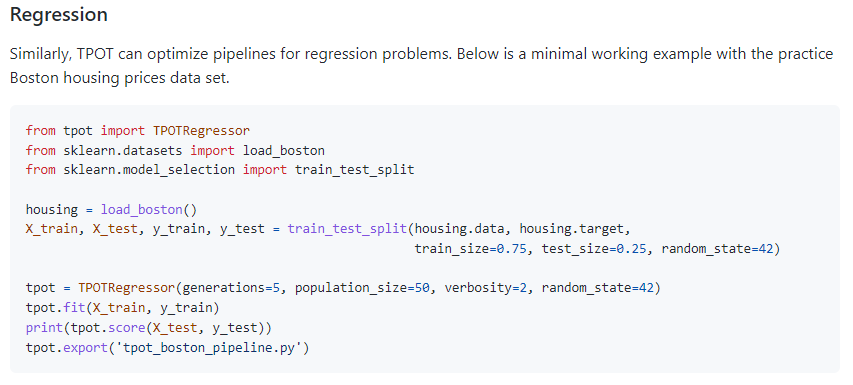 Regression
Similarly, TPOT can optimize pipelines for regression problems. Below is a minimal working example with the practice
Boston housing prices data set.
from tpot import TPOTRegressor
from sklearn.datasets import load_boston
from sklearn.model_selection import train_test_split
housing = load_boston()
X_train, X_test, y_train, y_test = train_test_split(housing.data, housing.target,
train_size=0.75, test_size=0.25, random_state=42)
tpot = TPOTRegressor(generations=5, population_size=50, verbosity=2, random_state=42)
tpot.fit(X_train, y_train)
print(tpot.score(X_test, y_test))
tpot.export('tpot_boston_pipeline.py')